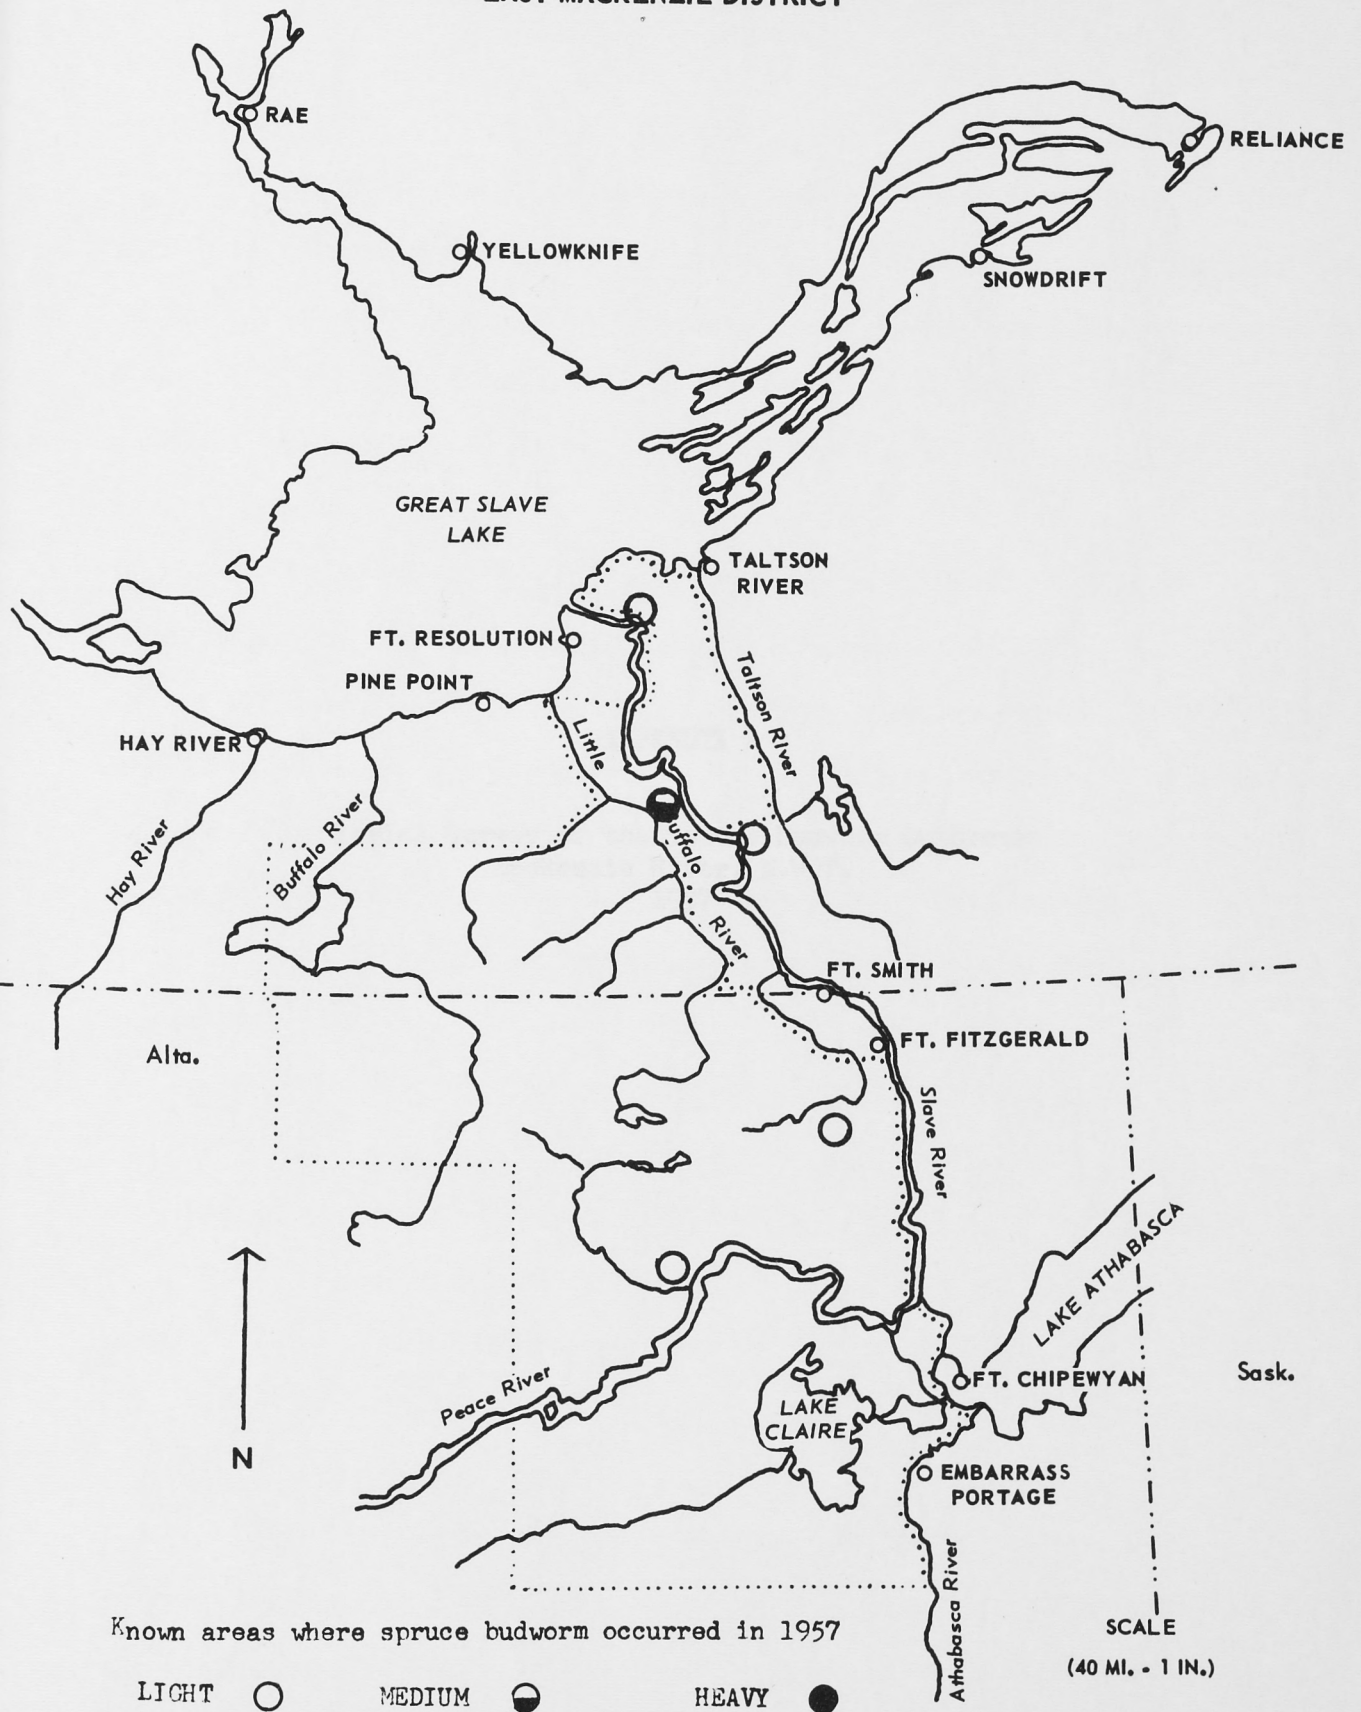 EAST MACKENZIE DISTRICT
RAE
RELIANCE
YELLOWKNIFE
SNOWDRIFT
GREAT SLAVE
LAKE
TALTSON
RIVER
FT. RESOLUTION
PINE POINT
Taltson River
HAY RIVER
Little
Buffalo
River
Hay River
Buffalo River
FT. SMITH
FT. FITZGERALD
Alta.
Slave River
LAKE ATHABASCA
Peace River
FT. CHIPEWYAN
Sask.
LAKE
CLAIRE
N
EMBARRASS
PORTAGE
Athabasca River
Known areas where spruce budworm occurred in 1957
SCALE
(40 MI. - 1 IN.)
LIGHT MEDIUM HEAVY